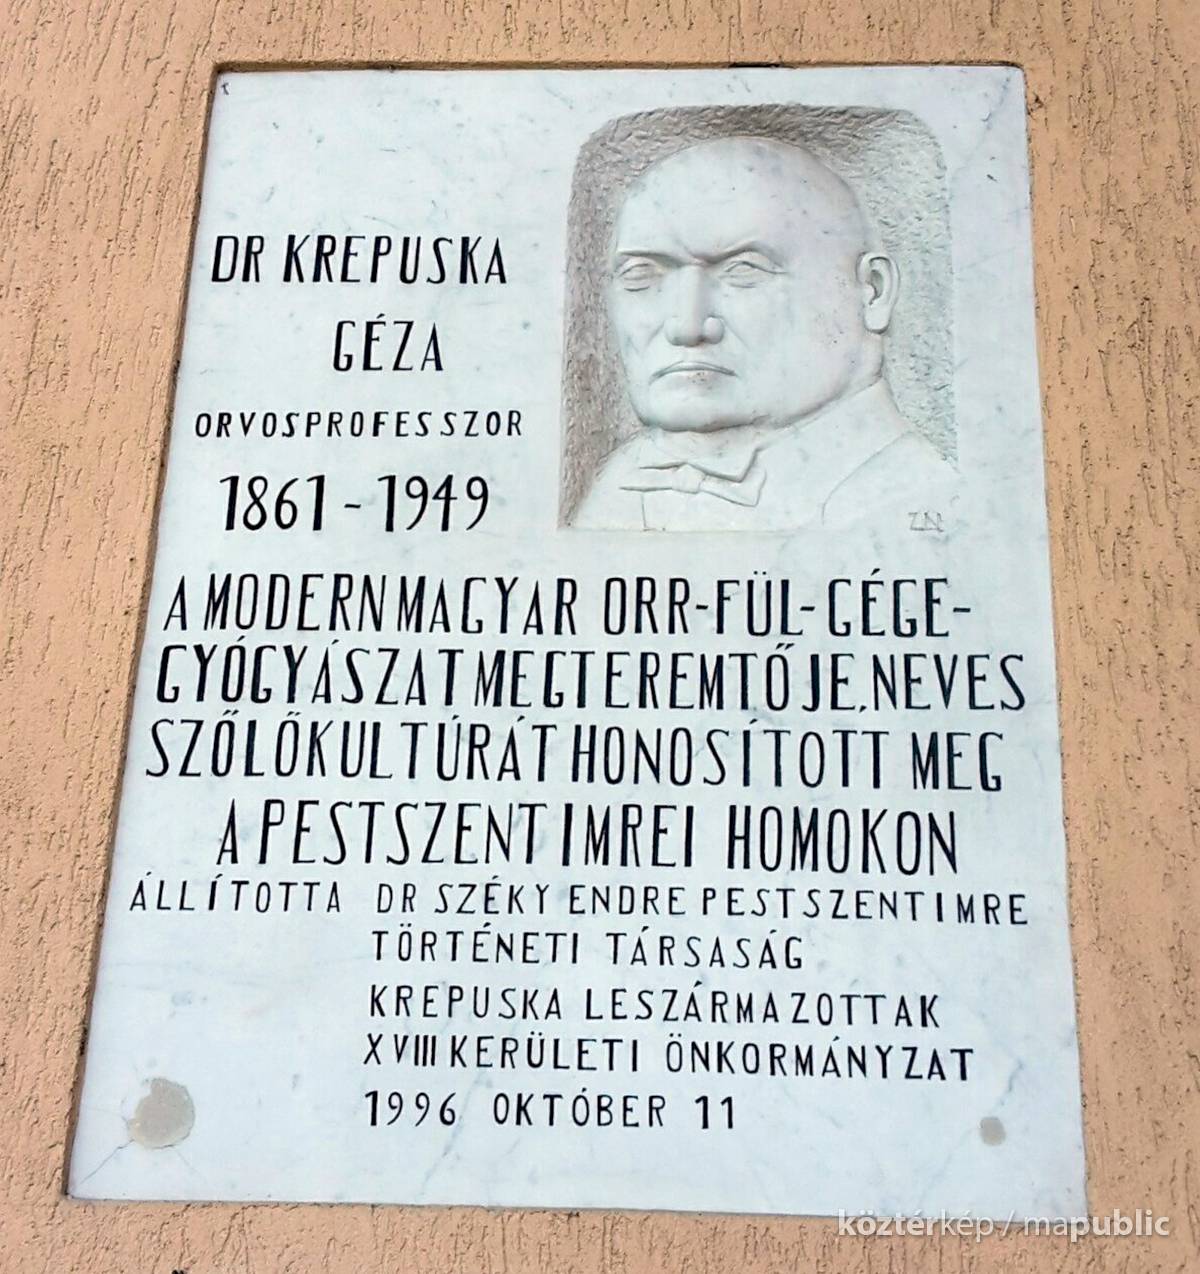 DR KREPUSKA
GÉZA
ORVOSPROFESSZOR
1861-1949
ZN
A MODERN MAGYAR ORR-FÜL-GÉGE-
GYÓGYÁSZAT MEGTEREMTŐJE, NEVES
SZŐLŐKULTÚRÁT HONOSÍTOTT MEG
A PESTSZENTIMREI HOMOKON
ÁLLÍTOTTA DR SZÉKY ENDRE PESTSZENTIMRE
TÖRTÉNETI TÁRSASÁG
KREPUSKA LESZÁRMAZOTTAK
XVIII KERÜLETI ÖNKORMÁNYZAT
1996 OKTÓBER 11
köztérkép / mapublic